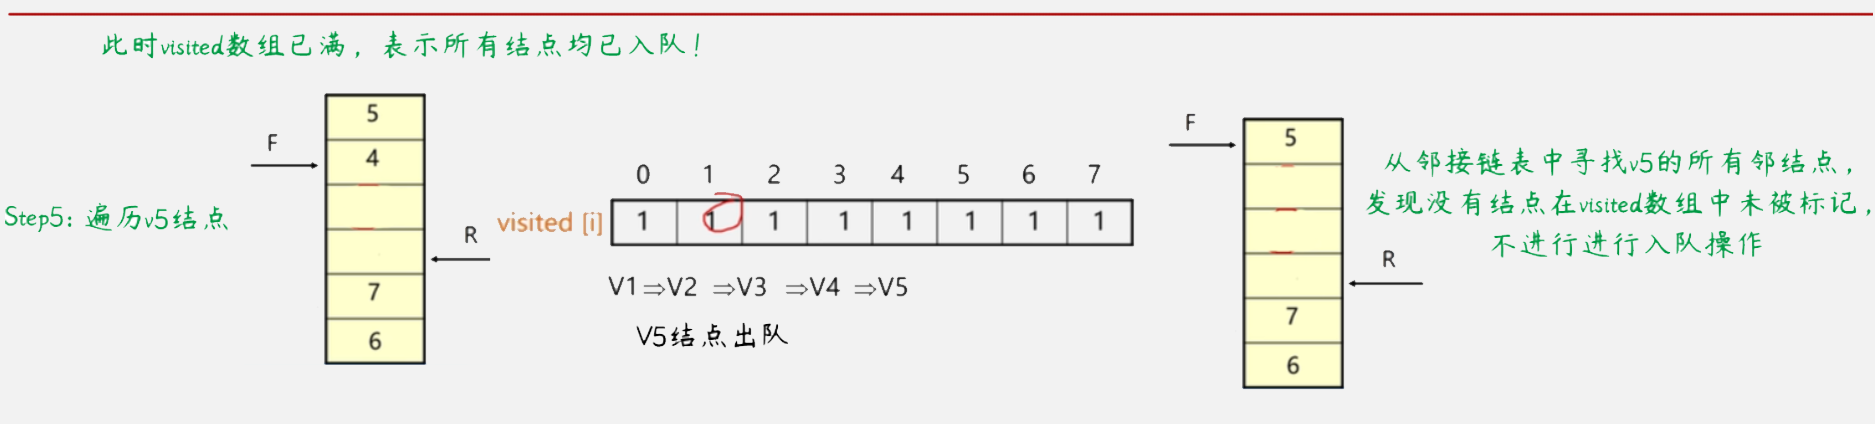 此时visited数组已满，表示所有结点均已入队！
Step5：遍历v5结点
F
R
5
4
7
6
0 1 2 3 4 5 6 7
visited [i] 1 1 1 1 1 1 1 1
V1⇒V2 ⇒V3 ⇒V4 ⇒V5
V5结点出队
F
R
5
7
6
从邻接链表中寻找v5的所有邻结点，
发现没有结点在visited数组中未被标记，
不进行进行入队操作